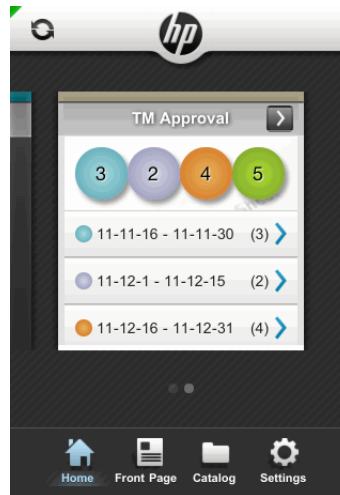 hp
TM Approval
3 2 4 5
11-11-16 - 11-11-30 (3)
11-12-1 - 11-12-15 (2)
11-12-16 - 11-12-31 (4)
Home Front Page Catalog Settings